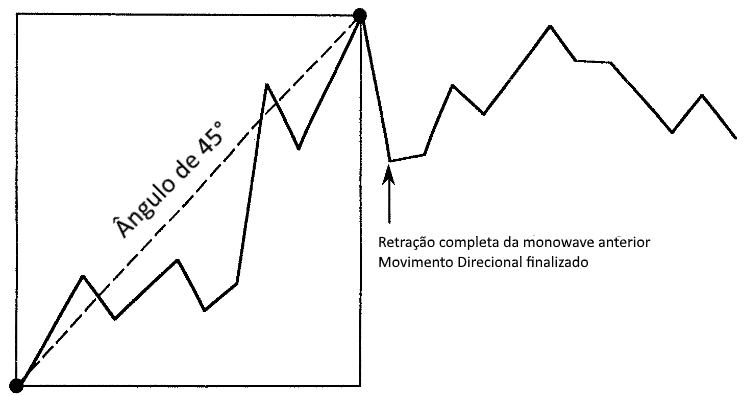 Ângulo de 45°
Retração completa da monowave anterior
Movimento Direcional finalizado